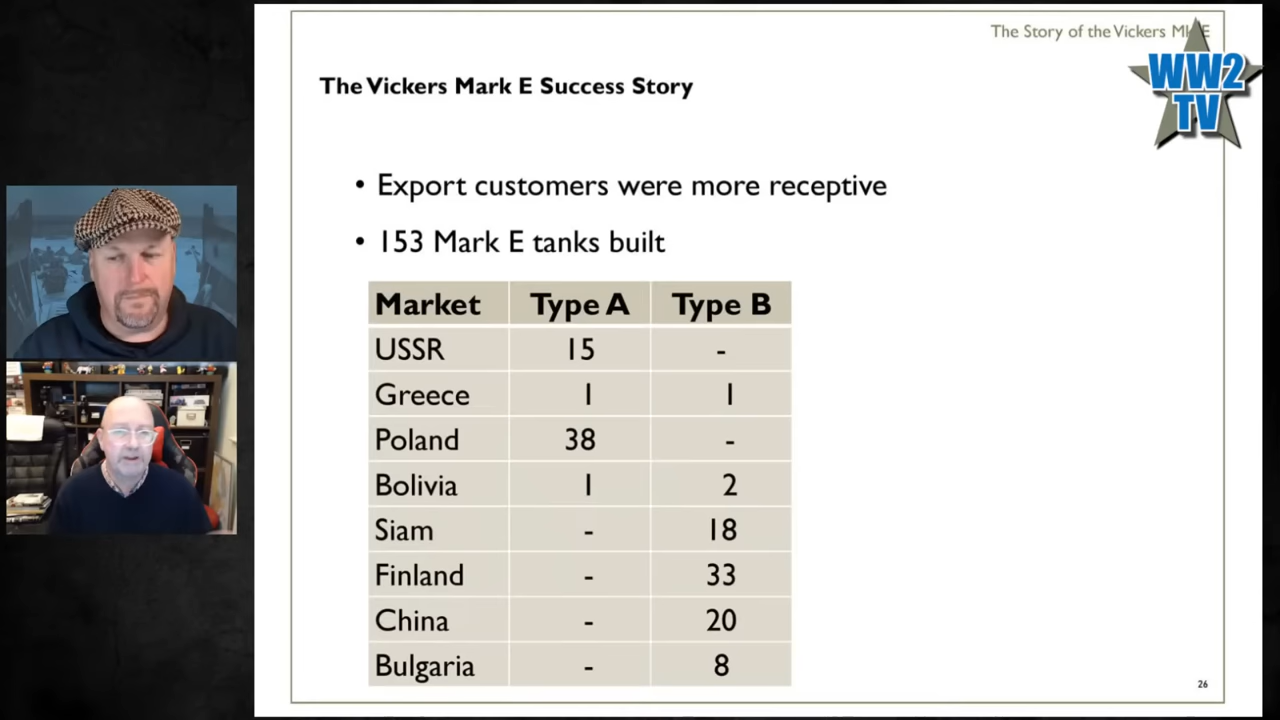 The Story of the Vickers Mk E
WW2
TV
The Vickers Mark E Success Story
• Export customers were more receptive
• 153 Mark E tanks built
Market Type A Type B
USSR 15 -
Greece 1 1
Poland 38 -
Bolivia 1 2
Siam - 18
Finland - 33
China - 20
Bulgaria - 8
26